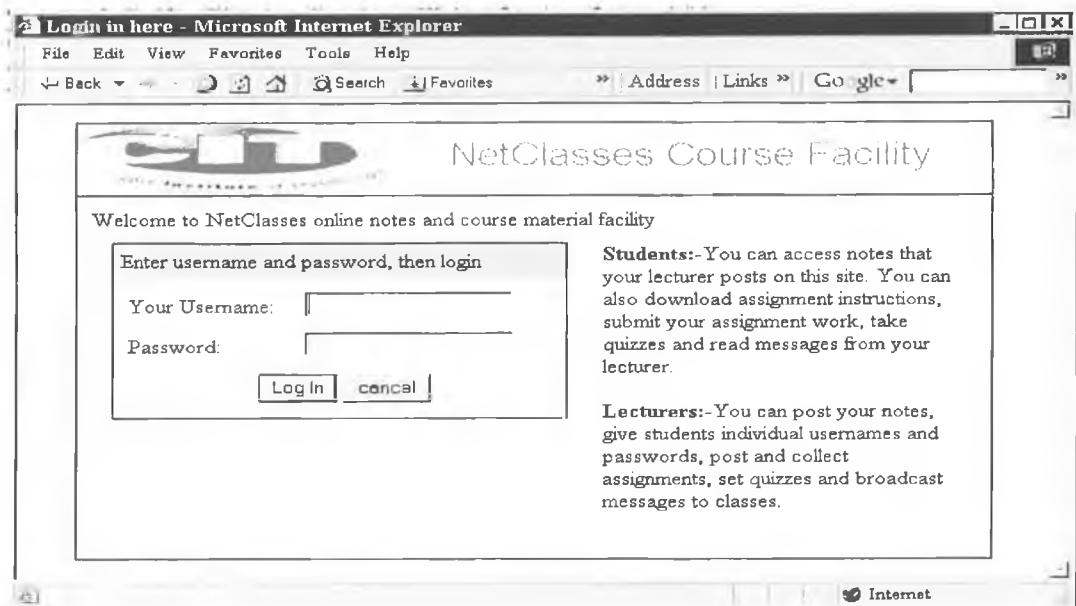 Login in here - Microsoft Internet Explorer
File Edit View Favorites Tools Help
Back Search Favorites » Address Links » Google »
NetClasses Course Facility
Welcome to NetClasses online notes and course material facility
Enter username and password, then login
Your Username:
Password:
Log In cancal
Students:-You can access notes that
your lecturer posts on this site. You can
also download assignment instructions,
submit your assignment work, take
quizzes and read messages from your
lecturer.
Lecturers:-You can post your notes,
give students individual usernames and
passwords, post and collect
assignments, set quizzes and broadcast
messages to classes.
Internet